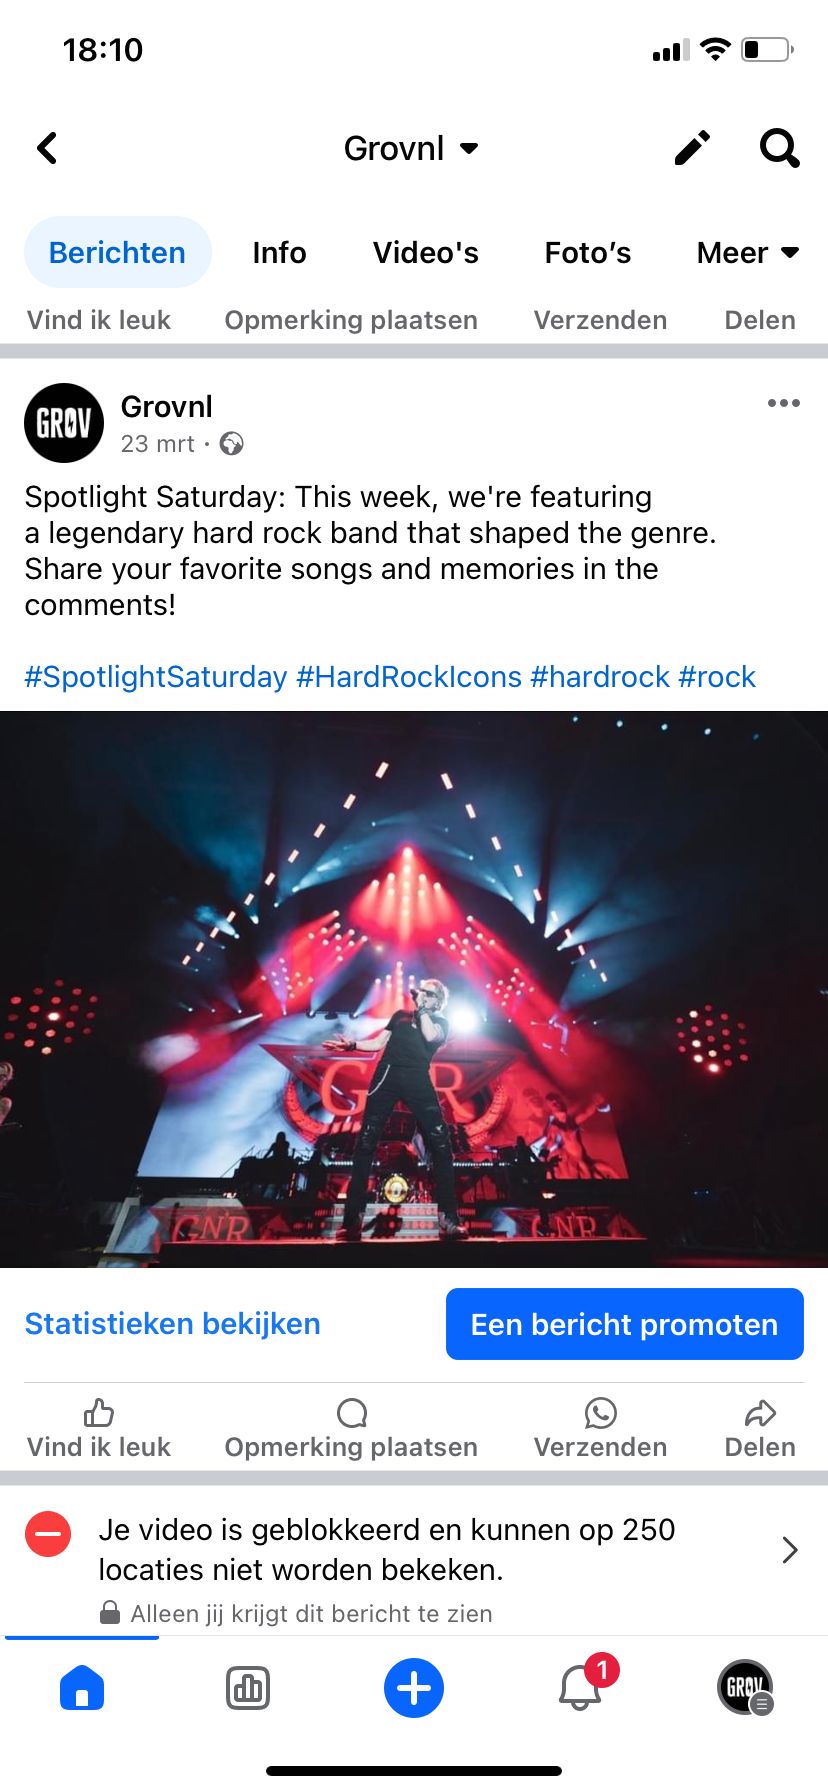 18:10
Grovnl
Berichten Info Video's Foto's Meer
Vind ik leuk Opmerking plaatsen Verzenden Delen
GROV
Grovnl
23 mrt ·
Spotlight Saturday: This week, we're featuring
a legendary hard rock band that shaped the genre.
Share your favorite songs and memories in the
comments!
#SpotlightSaturday #HardRockIcons #hardrock #rock
G R
GN'R GN'R
Statistieken bekijken Een bericht promoten
Vind ik leuk Opmerking plaatsen Verzenden Delen
Je video is geblokkeerd en kunnen op 250
locaties niet worden bekeken.
Alleen jij krijgt dit bericht te zien
1
GROV